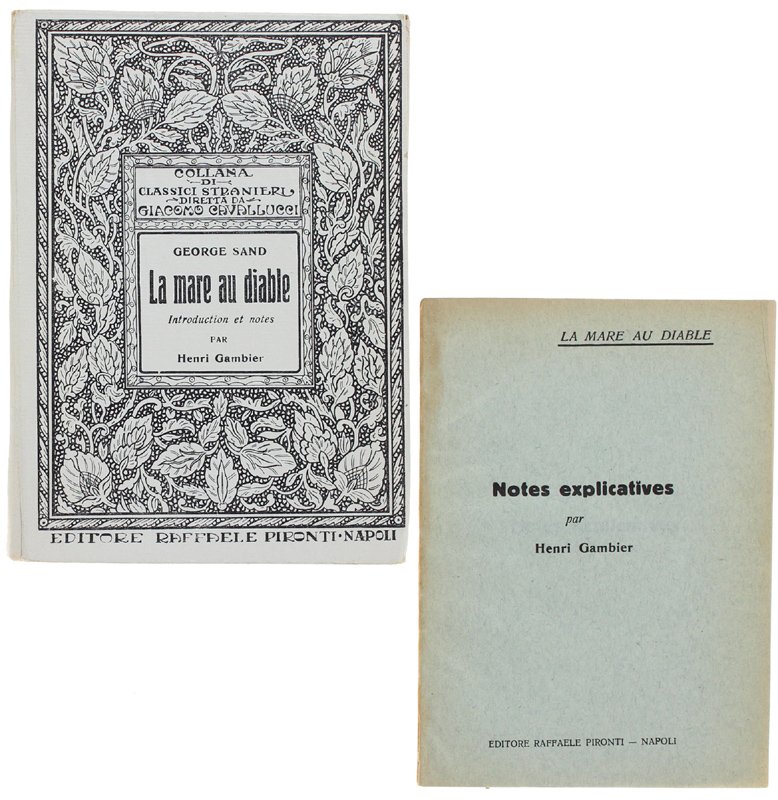 COLLANA
DI
CLASSICI STRANIERI
DIRETTA DA
GIACOMO CAVALLUCCI
GEORGE SAND
La mare au diable
Introduction et notes
PAR
Henri Gambier
EDITORE RAFFAELE PIRONTI · NAPOLI
LA MARE AU DIABLE
Notes explicatives
par
Henri Gambier
EDITORE RAFFAELE PIRONTI — NAPOLI